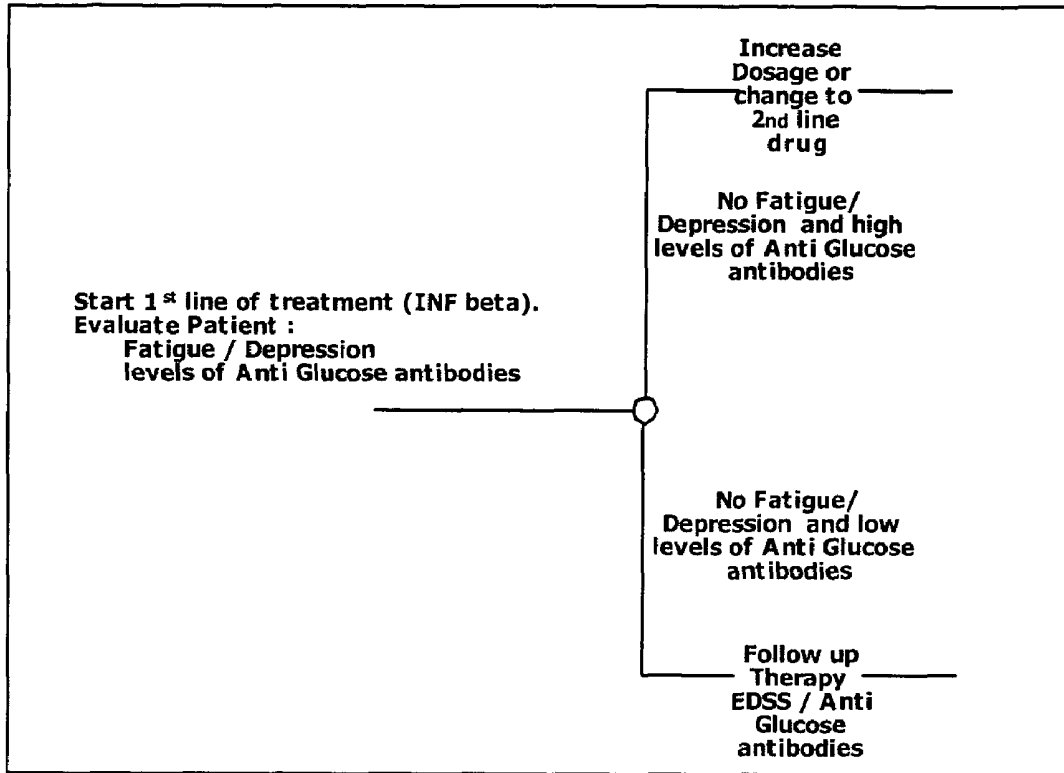 Increase
Dosage or
change to
2nd line
drug
No Fatigue/
Depression and high
levels of Anti Glucose
antibodies
Start 1st line of treatment (INF beta).
Evaluate Patient :
Fatigue / Depression
levels of Anti Glucose antibodies
No Fatigue/
Depression and low
levels of Anti Glucose
antibodies
Follow up
Therapy
EDSS / Anti
Glucose
antibodies